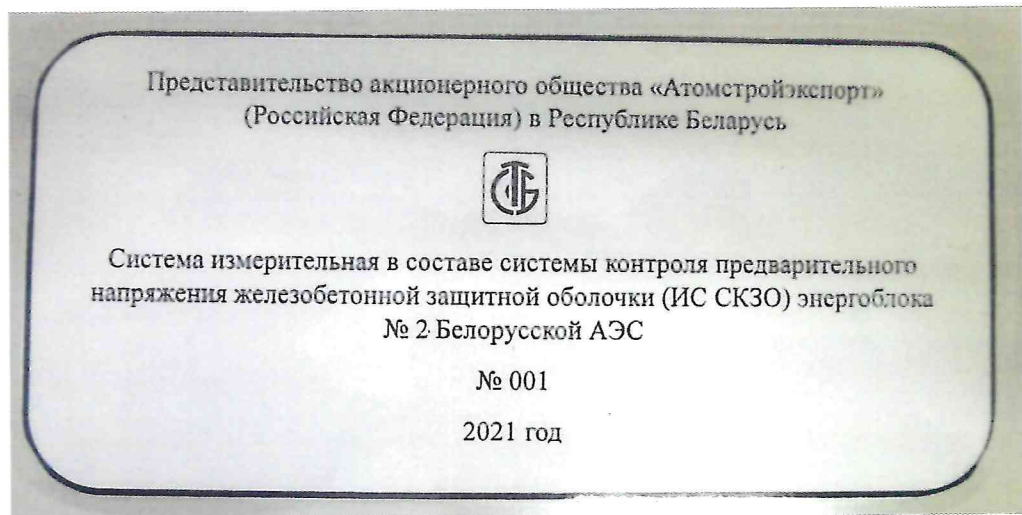 Представительство акционерного общества «Атомстройэкспорт»
(Российская Федерация) в Республике Беларусь
СТБ
Система измерительная в составе системы контроля предварительного
напряжения железобетонной защитной оболочки (ИС СКЗО) энергоблока
№ 2 Белорусской АЭС
№ 001
2021 год